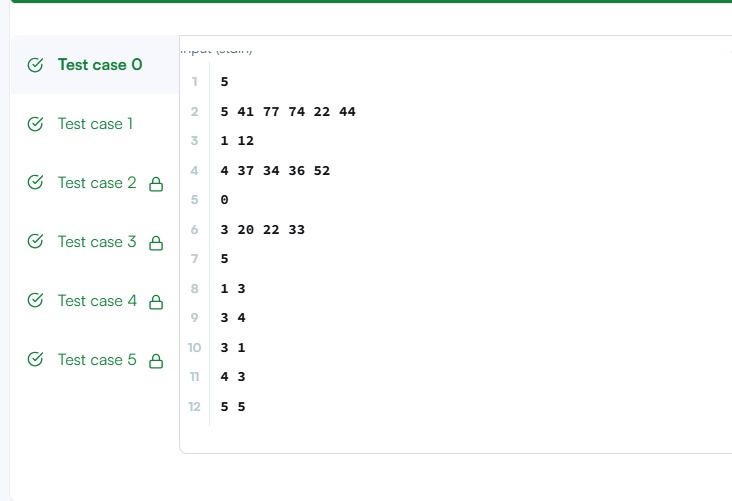 Test case 0
Test case 1
Test case 2
Test case 3
Test case 4
Test case 5
Input (stdin)
1 5
2 5 41 77 74 22 44
3 1 12
4 4 37 34 36 52
5 0
6 3 20 22 33
7 5
8 1 3
9 3 4
10 3 1
11 4 3
12 5 5